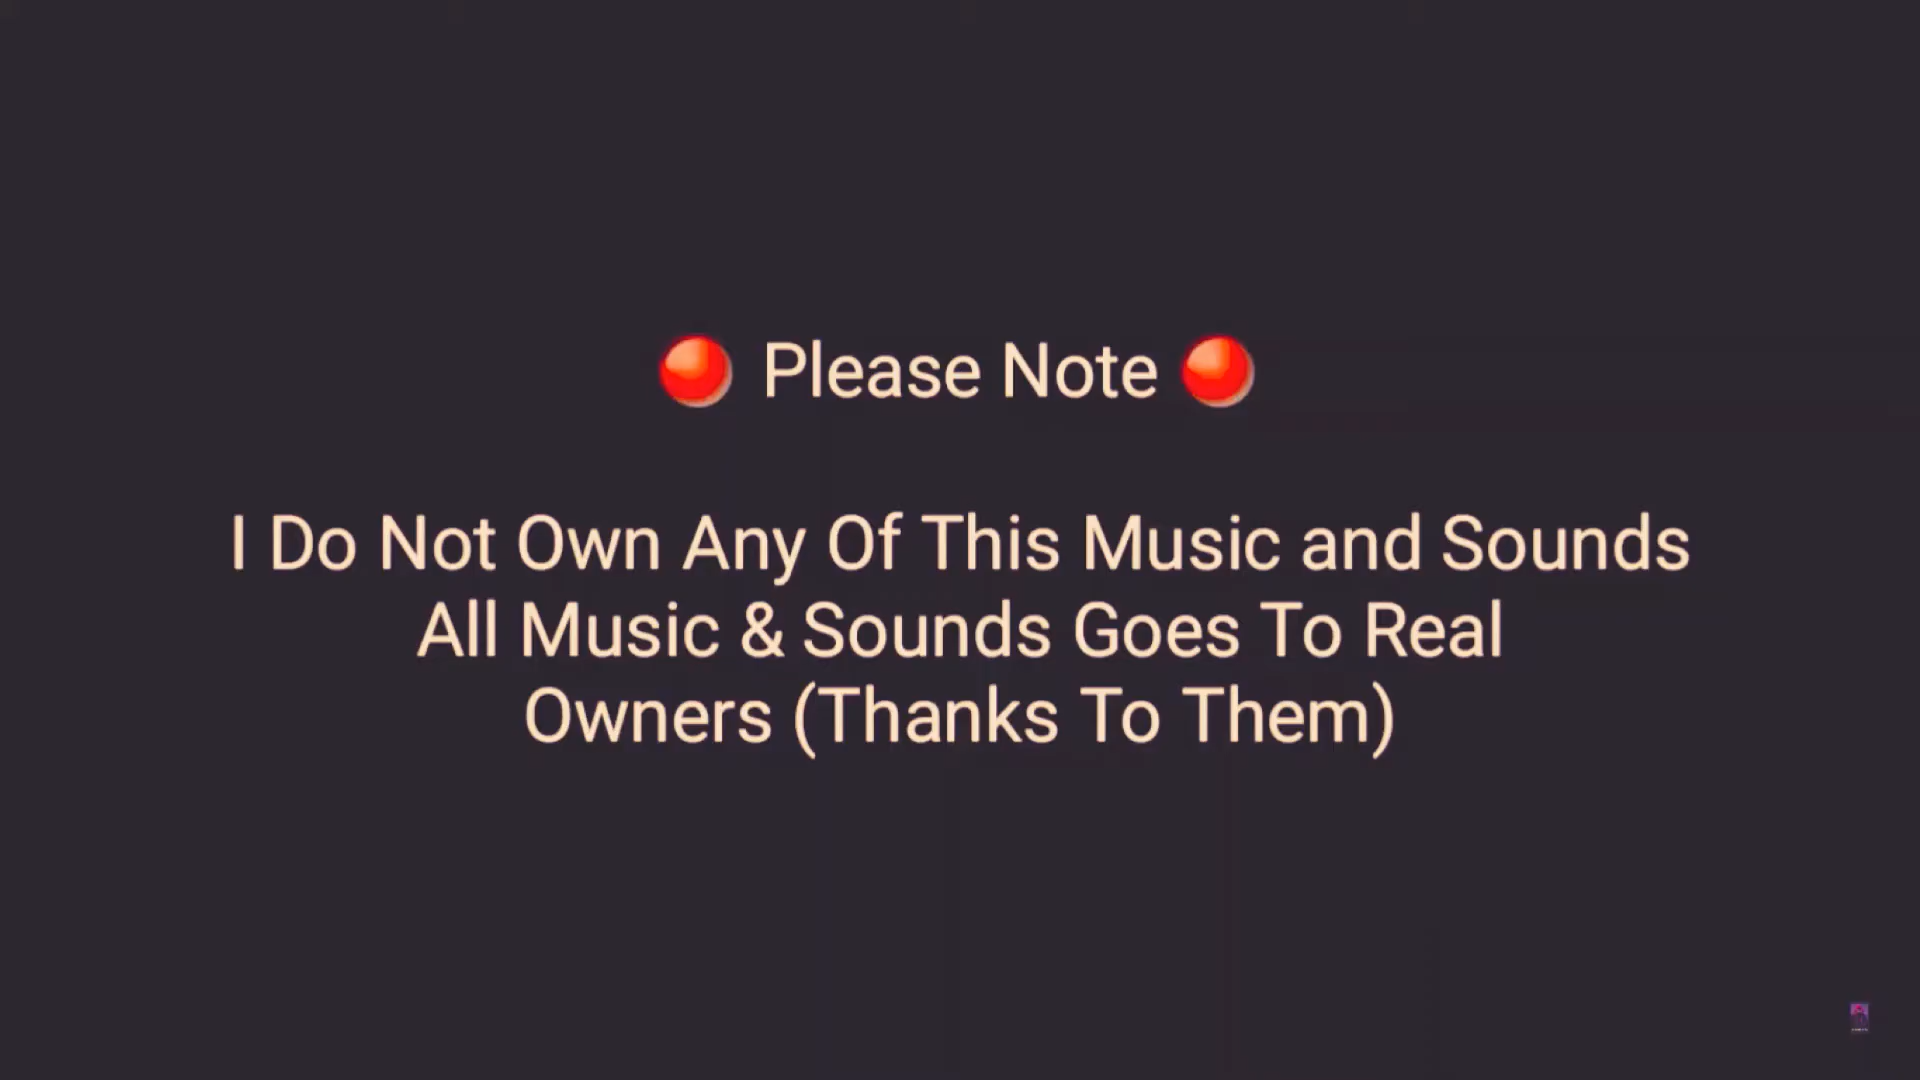 🔴 Please Note 🔴
I Do Not Own Any Of This Music and Sounds
All Music & Sounds Goes To Real
Owners (Thanks To Them)